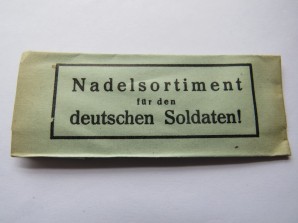 Nadelsortiment
für den
deutschen Soldaten!